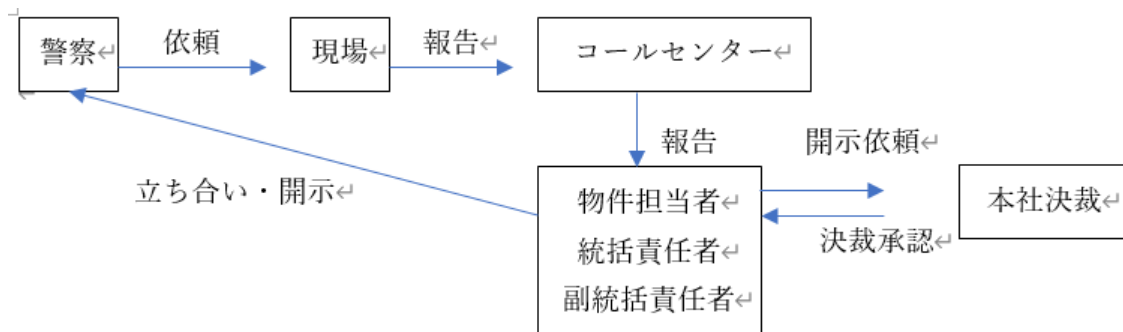 警察
依頼
現場
報告
コールセンター
報告
開示依頼
立ち合い・開示
物件担当者
統括責任者
副統括責任者
本社決裁
決裁承認